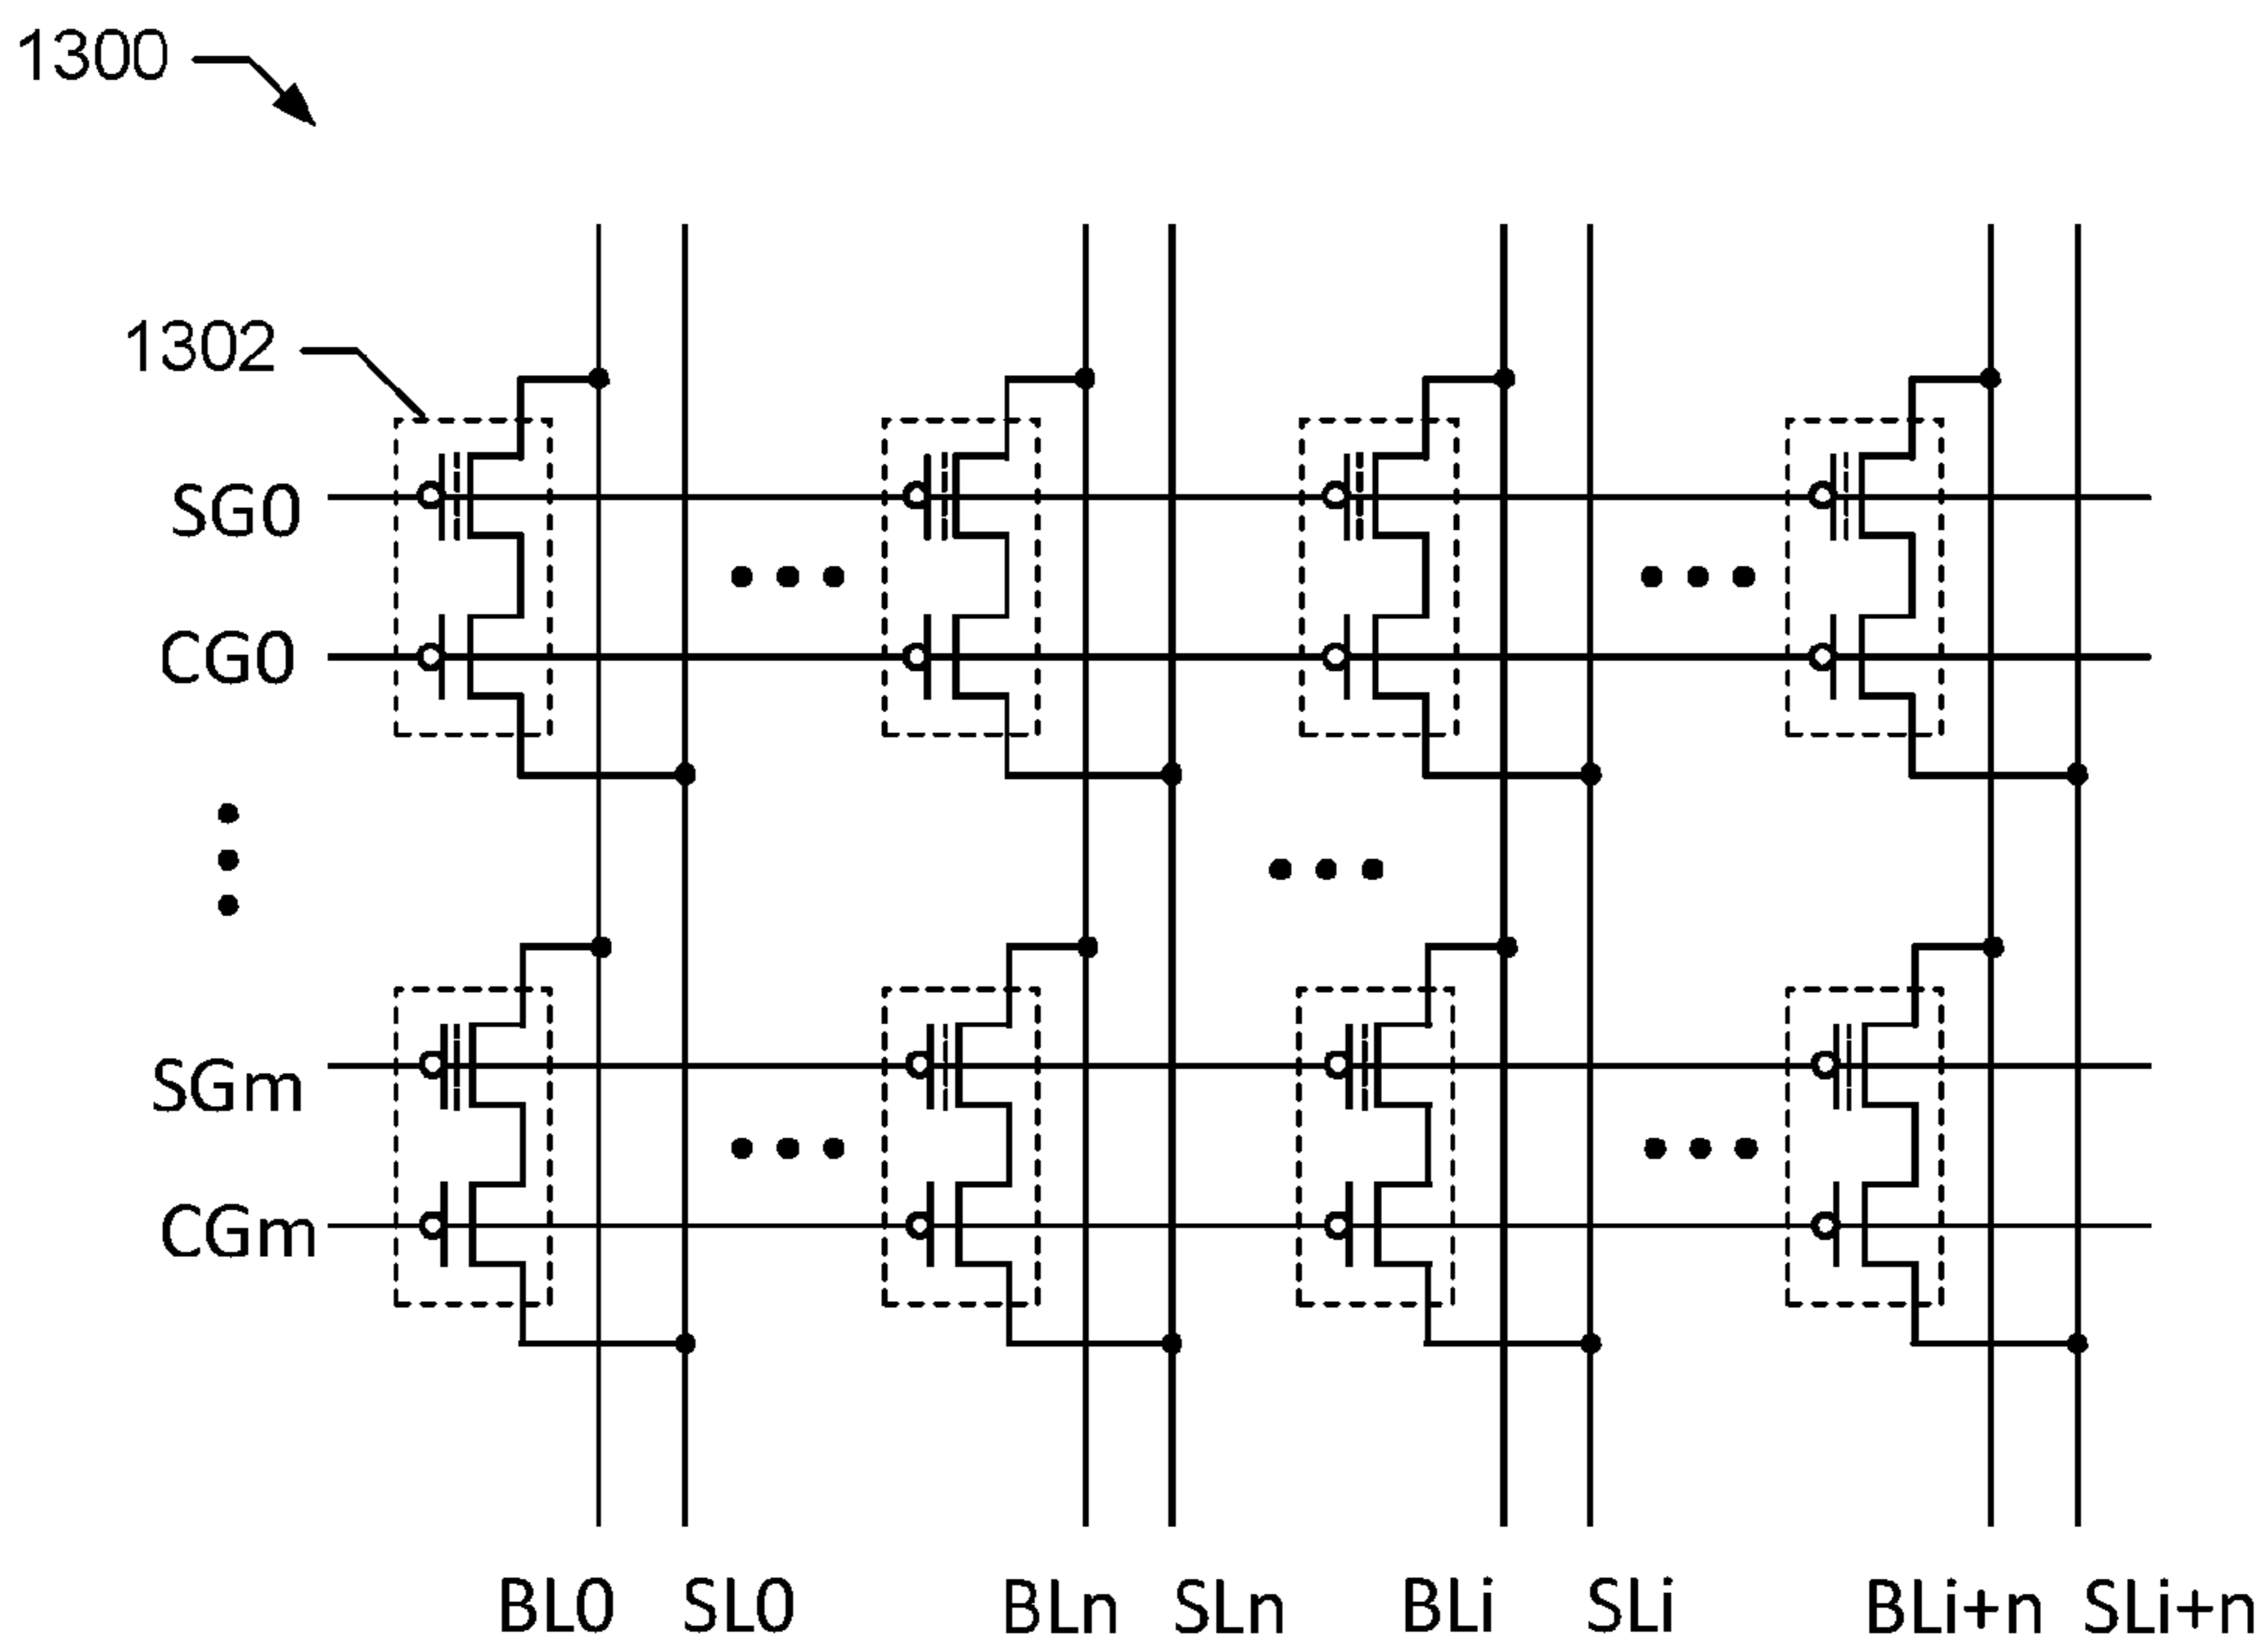 1300
1302
SG0
CG0
SGm
CGm
BL0 SL0 BLn SLn BLi SLi BLi+n SLi+n